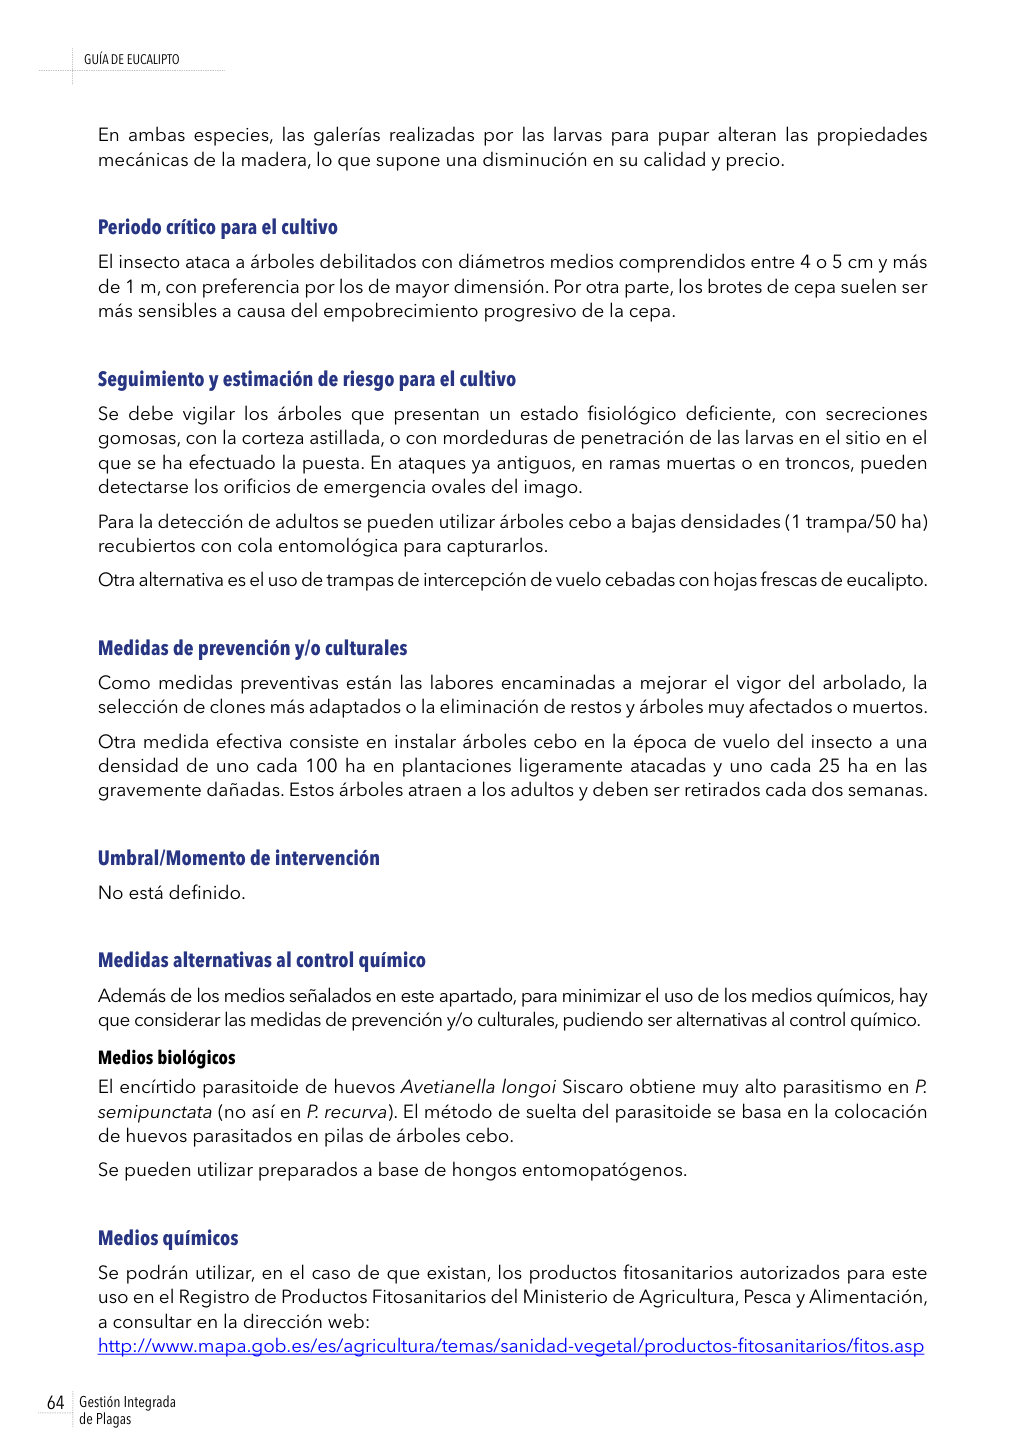 GUÍA DE EUCALIPTO
En ambas especies, las galerías realizadas por las larvas para pupar alteran las propiedades
mecánicas de la madera, lo que supone una disminución en su calidad y precio.
Periodo crítico para el cultivo
El insecto ataca a árboles debilitados con diámetros medios comprendidos entre 4 o 5 cm y más
de 1 m, con preferencia por los de mayor dimensión. Por otra parte, los brotes de cepa suelen ser
más sensibles a causa del empobrecimiento progresivo de la cepa.
Seguimiento y estimación de riesgo para el cultivo
Se debe vigilar los árboles que presentan un estado fisiológico deficiente, con secreciones
gomosas, con la corteza astillada, o con mordeduras de penetración de las larvas en el sitio en el
que se ha efectuado la puesta. En ataques ya antiguos, en ramas muertas o en troncos, pueden
detectarse los orificios de emergencia ovales del imago.
Para la detección de adultos se pueden utilizar árboles cebo a bajas densidades (1 trampa/50 ha)
recubiertos con cola entomológica para capturarlos.
Otra alternativa es el uso de trampas de intercepción de vuelo cebadas con hojas frescas de eucalipto.
Medidas de prevención y/o culturales
Como medidas preventivas están las labores encaminadas a mejorar el vigor del arbolado, la
selección de clones más adaptados o la eliminación de restos y árboles muy afectados o muertos.
Otra medida efectiva consiste en instalar árboles cebo en la época de vuelo del insecto a una
densidad de uno cada 100 ha en plantaciones ligeramente atacadas y uno cada 25 ha en las
gravemente dañadas. Estos árboles atraen a los adultos y deben ser retirados cada dos semanas.
Umbral/Momento de intervención
No está definido.
Medidas alternativas al control químico
Además de los medios señalados en este apartado, para minimizar el uso de los medios químicos, hay
que considerar las medidas de prevención y/o culturales, pudiendo ser alternativas al control químico.
Medios biológicos
El encírtido parasitoide de huevos Avetianella longoi Siscaro obtiene muy alto parasitismo en P.
semipunctata (no así en P. recurva). El método de suelta del parasitoide se basa en la colocación
de huevos parasitados en pilas de árboles cebo.
Se pueden utilizar preparados a base de hongos entomopatógenos.
Medios químicos
Se podrán utilizar, en el caso de que existan, los productos fitosanitarios autorizados para este
uso en el Registro de Productos Fitosanitarios del Ministerio de Agricultura, Pesca y Alimentación,
a consultar en la dirección web:
http://www.mapa.gob.es/es/agricultura/temas/sanidad-vegetal/productos-fitosanitarios/fitos.asp
64 Gestión Integrada
de Plagas